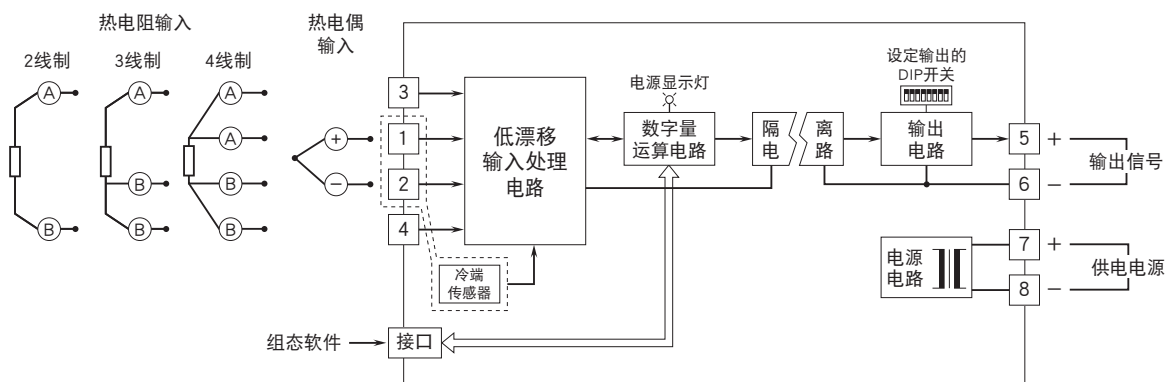 热电阻输入
2线制
3线制
4线制
A
A
A
A
B
B
B
B
热电偶
输入
+
−
3
1
2
4
低漂移
输入处理
电路
冷端
传感器
组态软件
接口
电源显示灯
数字量
运算电路
隔 离
电 路
设定输出的
DIP开关
输出
电路
5
+
6
−
输出信号
电源
电路
7
+
8
−
供电电源